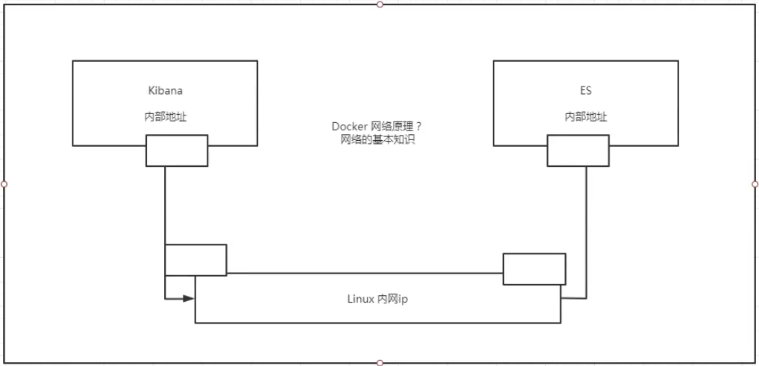 Kibana
内部地址
ES
内部地址
Docker 网络原理？
网络的基本知识
Linux 内网ip